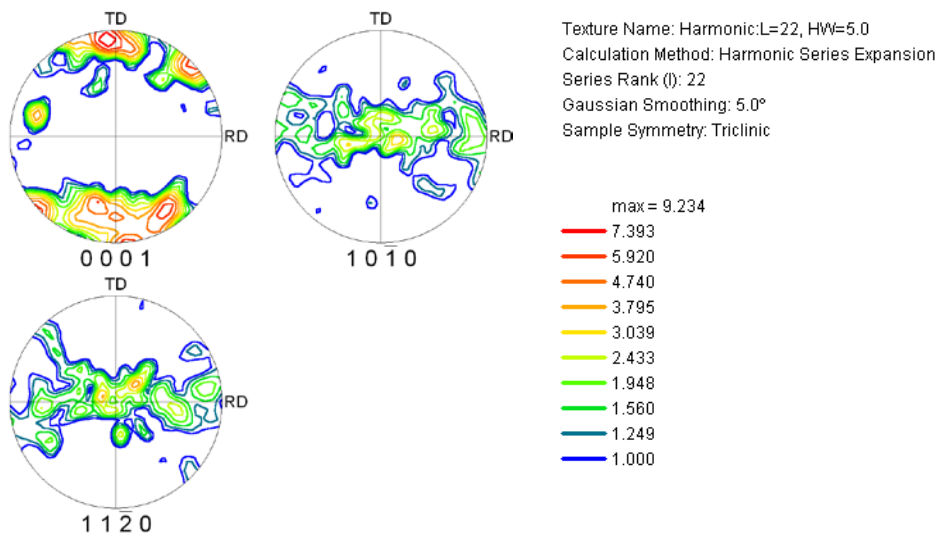 TD
RD
0 0 0 1
TD
RD
1 0 1̅ 0
TD
RD
1 1 2̅ 0
Texture Name: Harmonic:L=22, HW=5.0
Calculation Method: Harmonic Series Expansion
Series Rank (l): 22
Gaussian Smoothing: 5.0°
Sample Symmetry: Triclinic
max = 9.234
7.393
5.920
4.740
3.795
3.039
2.433
1.948
1.560
1.249
1.000